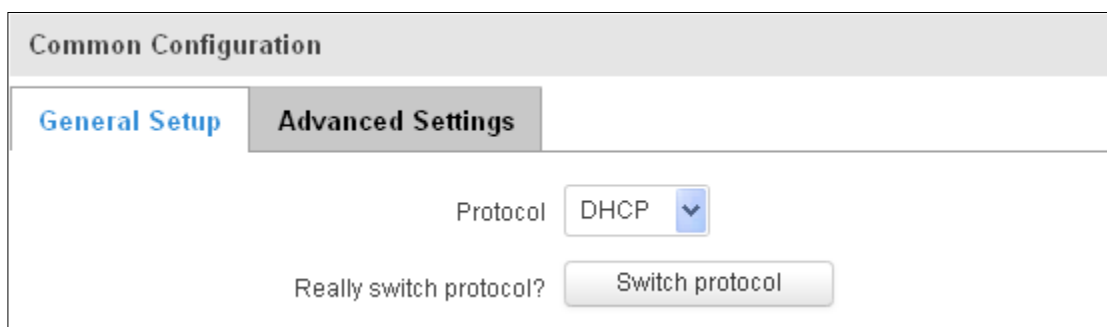 Common Configuration
General Setup Advanced Settings
Protocol DHCP
Really switch protocol? Switch protocol